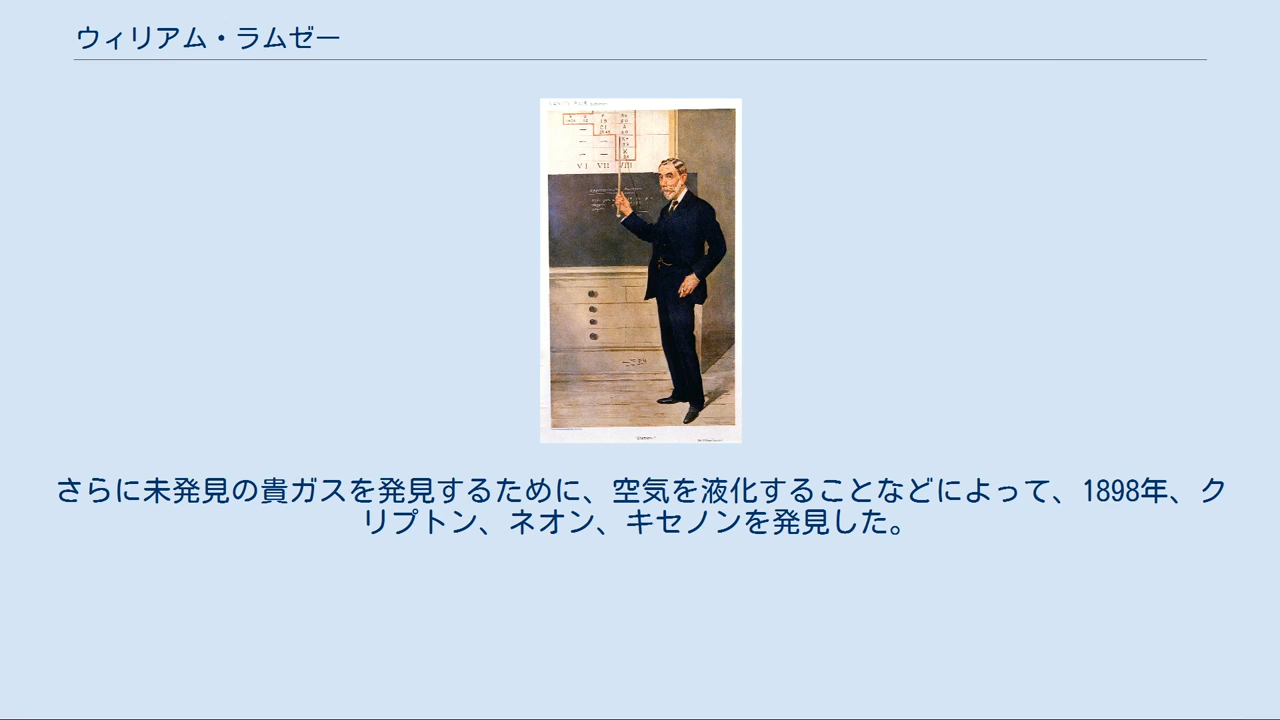 ウィリアム・ラムゼー
VI VII VIII
さらに未発見の貴ガスを発見するために、空気を液化することなどによって、1898年、ク
リプトン、ネオン、キセノンを発見した。